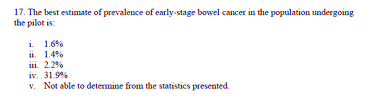 17. The best estimate of prevalence of early-stage bowel cancer in the population undergoing
the pilot is:
i. 1.6%
ii. 1.4%
iii. 2.2%
iv. 31.9%
v. Not able to determine from the statistics presented.